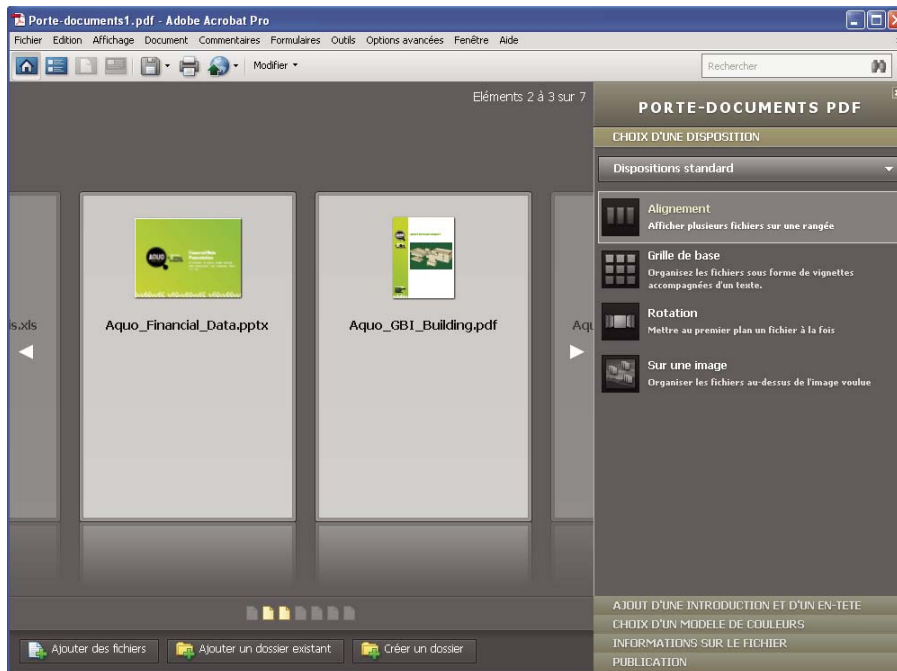 Porte-documents1.pdf - Adobe Acrobat Pro
Fichier Edition Affichage Document Commentaires Formulaires Outils Options avancées Fenêtre Aide
Modifier
Rechercher
Eléments 2 à 3 sur 7
PORTE-DOCUMENTS PDF
CHOIX D'UNE DISPOSITION
Dispositions standard
Alignement
Afficher plusieurs fichiers sur une rangée
Grille de base
Organisez les fichiers sous forme de vignettes
accompagnées d'un texte.
Rotation
Mettre au premier plan un fichier à la fois
Sur une image
Organiser les fichiers au-dessus de l'image voulue
AQUO
is.xls
Aquo_Financial_Data.pptx
Aquo_GBI_Building.pdf
Aqu
AJOUT D'UNE INTRODUCTION ET D'UN EN-TETE
CHOIX D'UN MODELE DE COULEURS
INFORMATIONS SUR LE FICHIER
PUBLICATION
Ajouter des fichiers
Ajouter un dossier existant
Créer un dossier